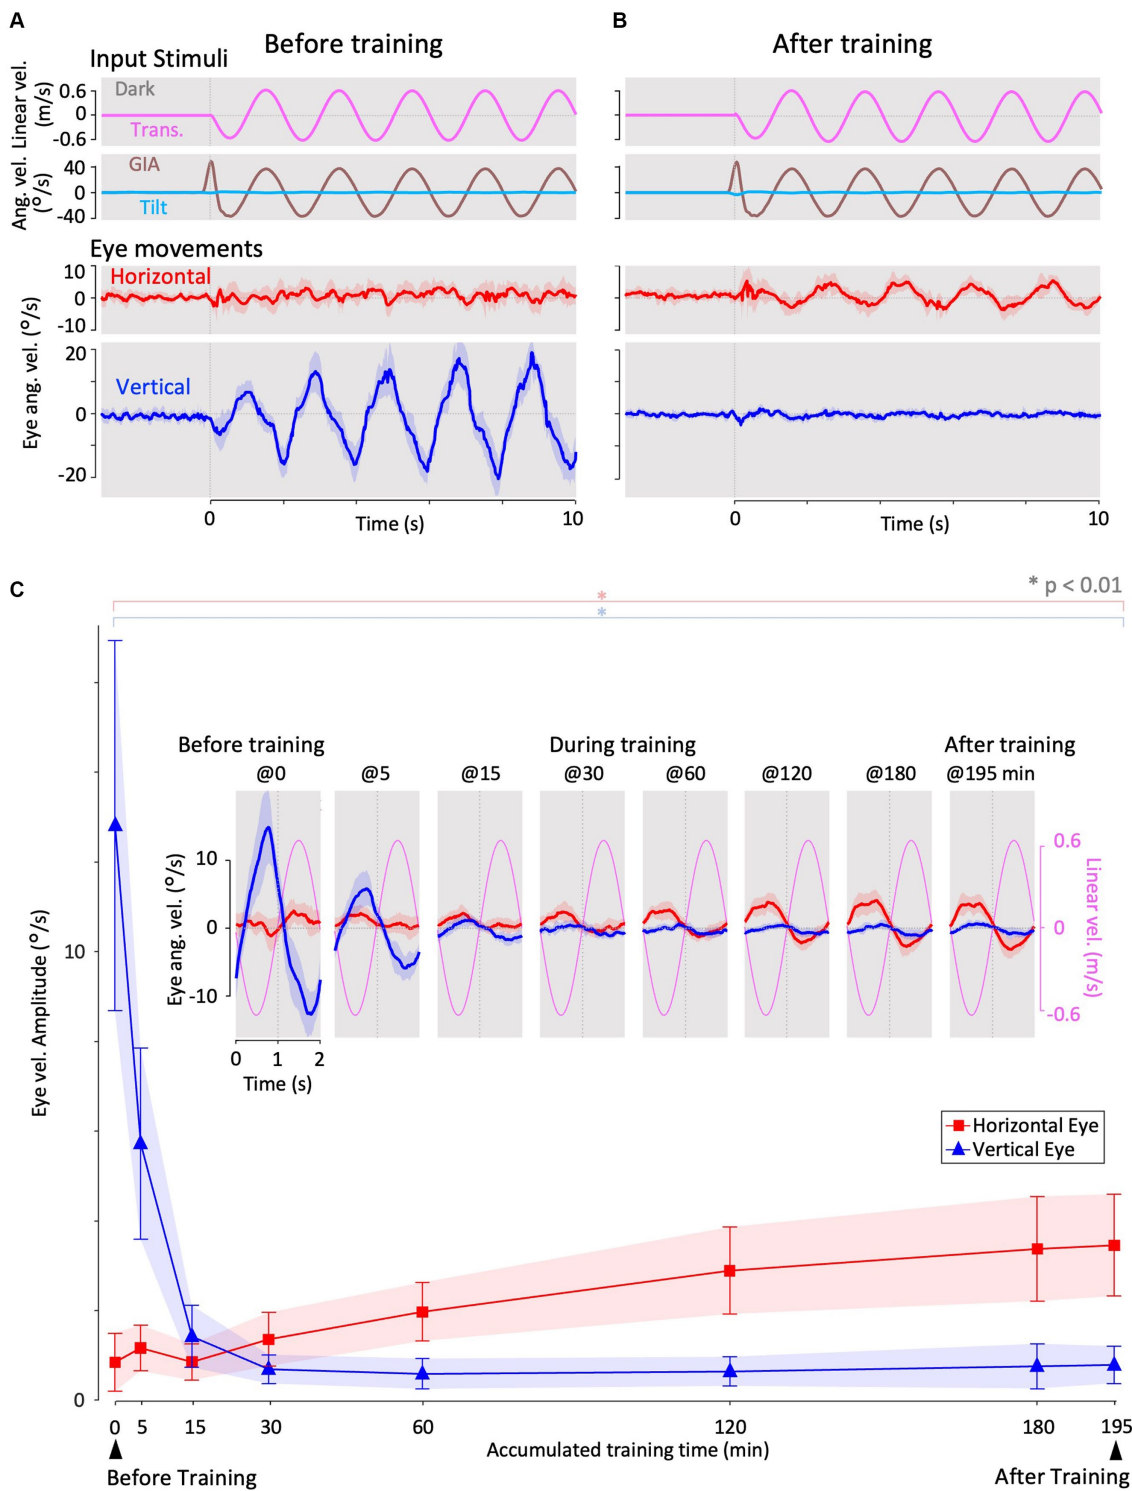 A
Before training
B
After training
Input Stimuli
Linear vel.
(m/s)
0.6
0
-0.6
Dark
Trans.
Ang. vel.
(°/s)
40
0
-40
GIA
Tilt
Eye movements
Eye ang. vel. (°/s)
10
0
-10
Horizontal
20
0
-20
Vertical
0
10
Time (s)
0
10
Time (s)
C
* p < 0.01
*
*
Before training
During training
After training
@0
@5
@15
@30
@60
@120
@180
@195 min
Eye ang. vel. (°/s)
10
0
-10
0.6
0
-0.6
Linear vel. (m/s)
0
1
2
Time (s)
Eye vel. Amplitude (°/s)
10
0
Horizontal Eye
Vertical Eye
0
5
15
30
60
120
180
195
Accumulated training time (min)
Before Training
After Training